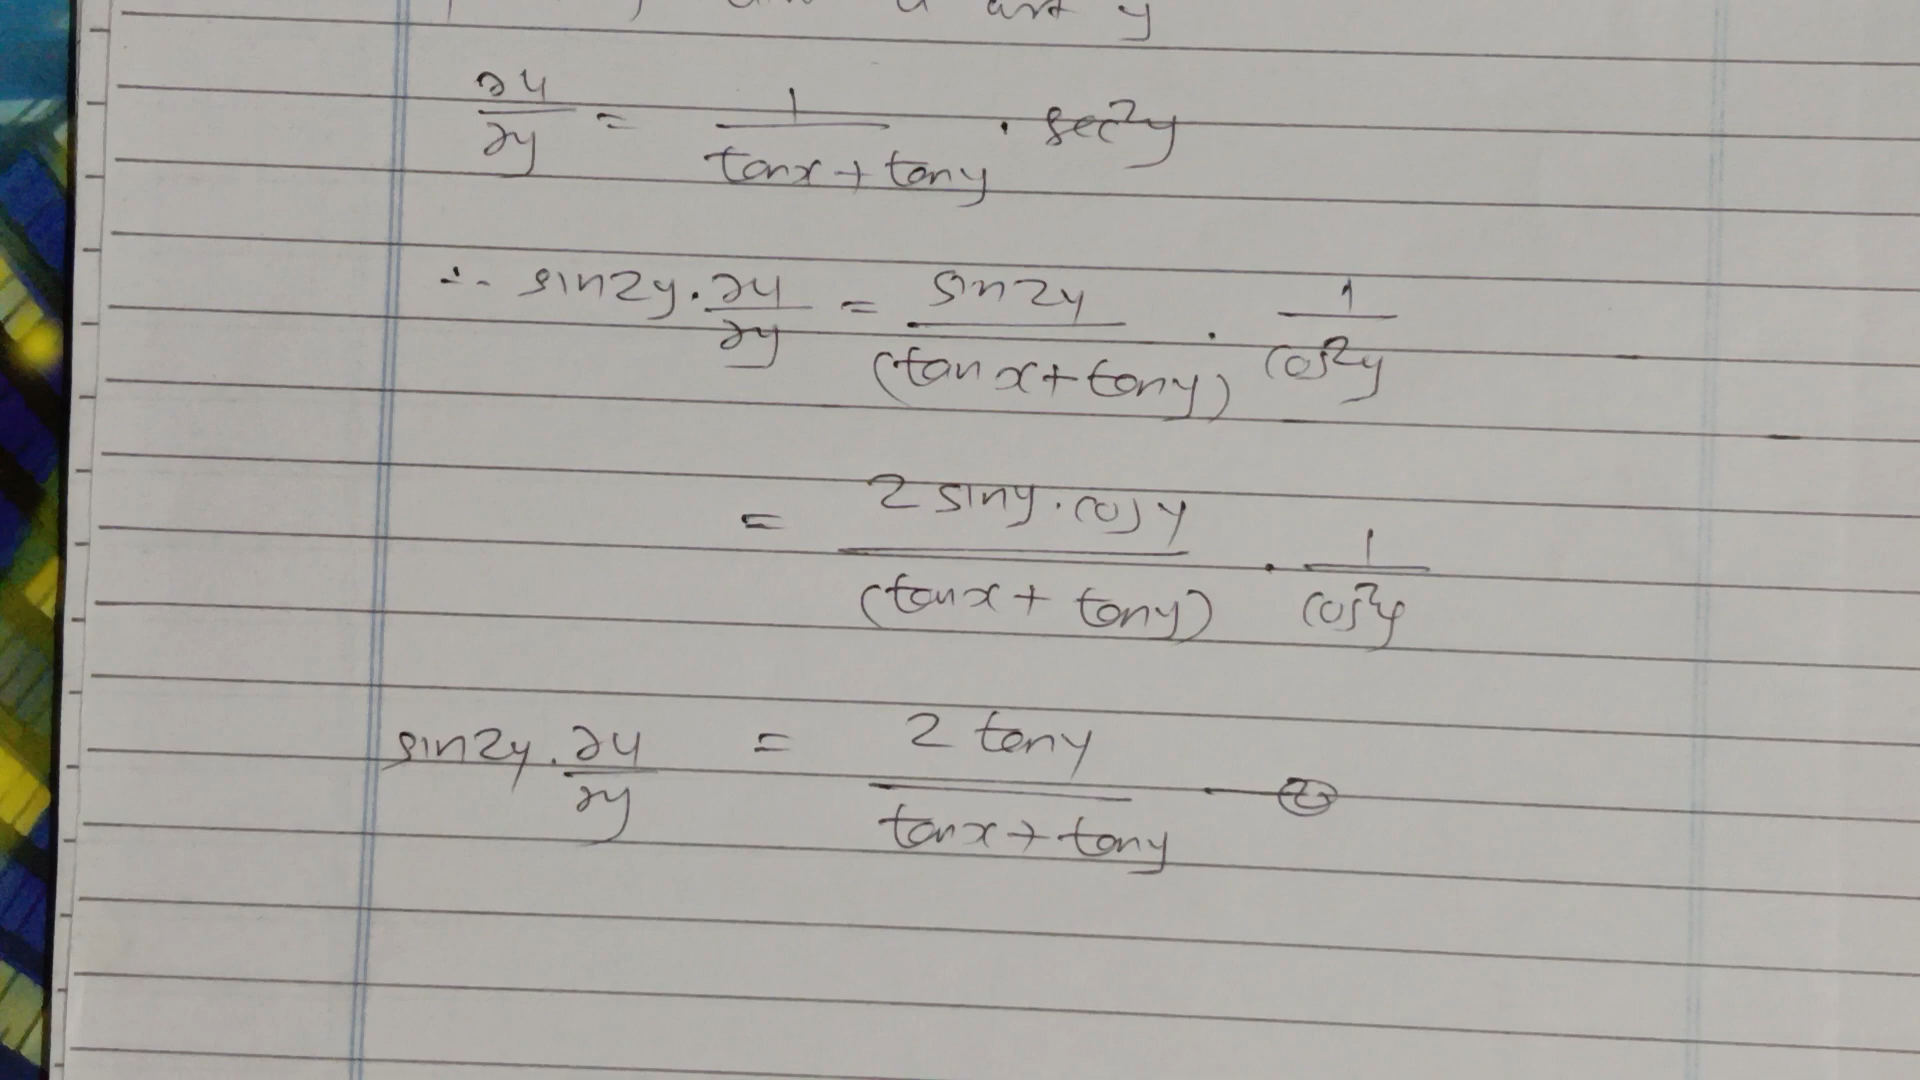 u wrt y
∂u/∂y = 1/(tanx + tany) · sec²y
∴ sin2y · ∂u/∂y = sin2y/(tanx + tany) · 1/cos²y
= 2 siny · cosy/(tanx + tany) · 1/cos²y
sin2y · ∂u/∂y = 2 tany/(tanx + tany) — ②